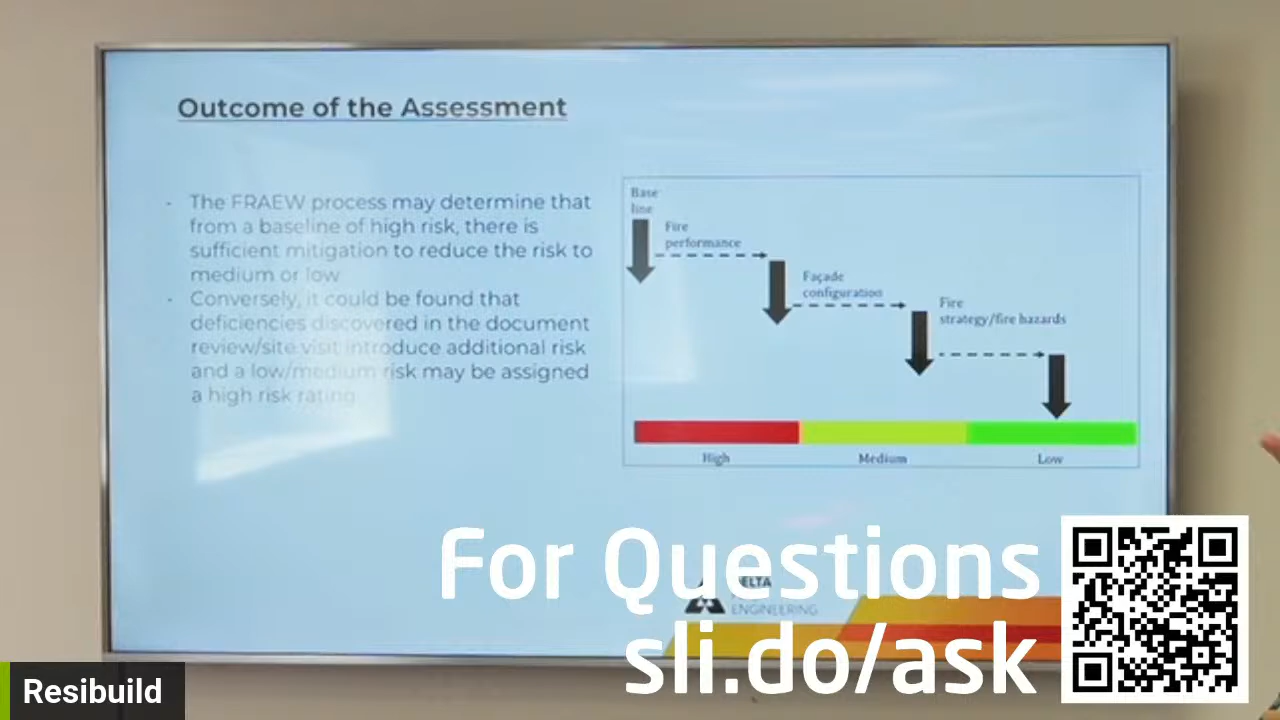 Outcome of the Assessment
- The FRAEW process may determine that
from a baseline of high risk, there is
sufficient mitigation to reduce the risk to
medium or low
- Conversely, it could be found that
deficiencies discovered in the document
review/site visit introduce additional risk
and a low/medium risk may be assigned
a high risk rating
Base
line
Fire
performance
Façade
configuration
Fire
strategy/fire hazards
High
Medium
Low
For Questions
sli.do/ask
DELTA
ENGINEERING
Resibuild